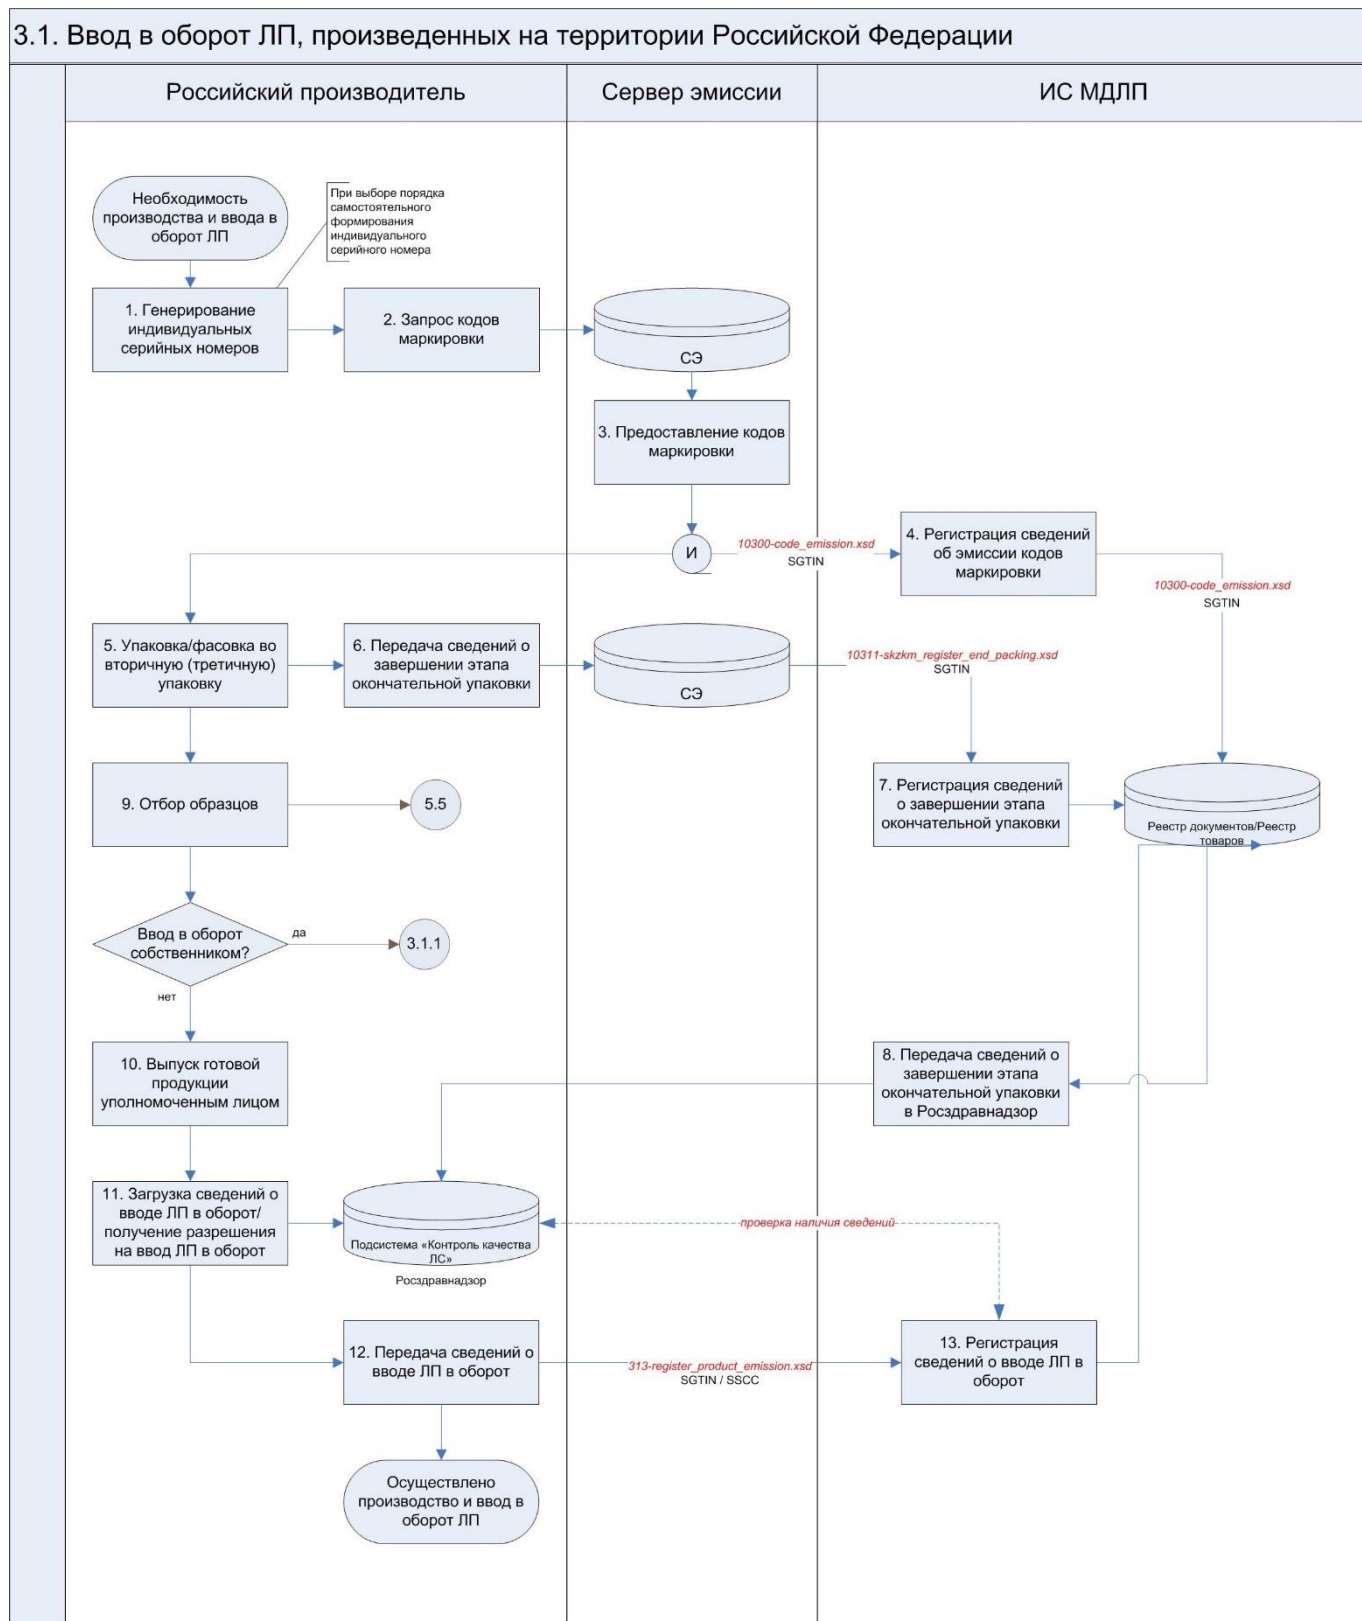 3.1. Ввод в оборот ЛП, произведенных на территории Российской Федерации
Российский производитель
Сервер эмиссии
ИС МДЛП
Необходимость
производства и ввода в
оборот ЛП
При выборе порядка
самостоятельного
формирования
индивидуального
серийного номера
1. Генерирование
индивидуальных
серийных номеров
2. Запрос кодов
маркировки
СЭ
3. Предоставление кодов
маркировки
И
10300-code_emission.xsd
SGTIN
4. Регистрация сведений
об эмиссии кодов
маркировки
10300-code_emission.xsd
SGTIN
5. Упаковка/фасовка во
вторичную (третичную)
упаковку
6. Передача сведений о
завершении этапа
окончательной упаковки
СЭ
10311-skzkm_register_end_packing.xsd
SGTIN
9. Отбор образцов
5.5
7. Регистрация сведений
о завершении этапа
окончательной упаковки
Реестр документов/Реестр
товаров
Ввод в оборот
собственником?
да
3.1.1
нет
10. Выпуск готовой
продукции
уполномоченным лицом
8. Передача сведений о
завершении этапа
окончательной упаковки
в Росздравнадзор
11. Загрузка сведений о
вводе ЛП в оборот/
получение разрешения
на ввод ЛП в оборот
Подсистема «Контроль качества
ЛС»
Росздравнадзор
проверка наличия сведений
12. Передача сведений о
вводе ЛП в оборот
313-register_product_emission.xsd
SGTIN / SSCC
13. Регистрация
сведений о вводе ЛП в
оборот
Осуществлено
производство и ввод в
оборот ЛП